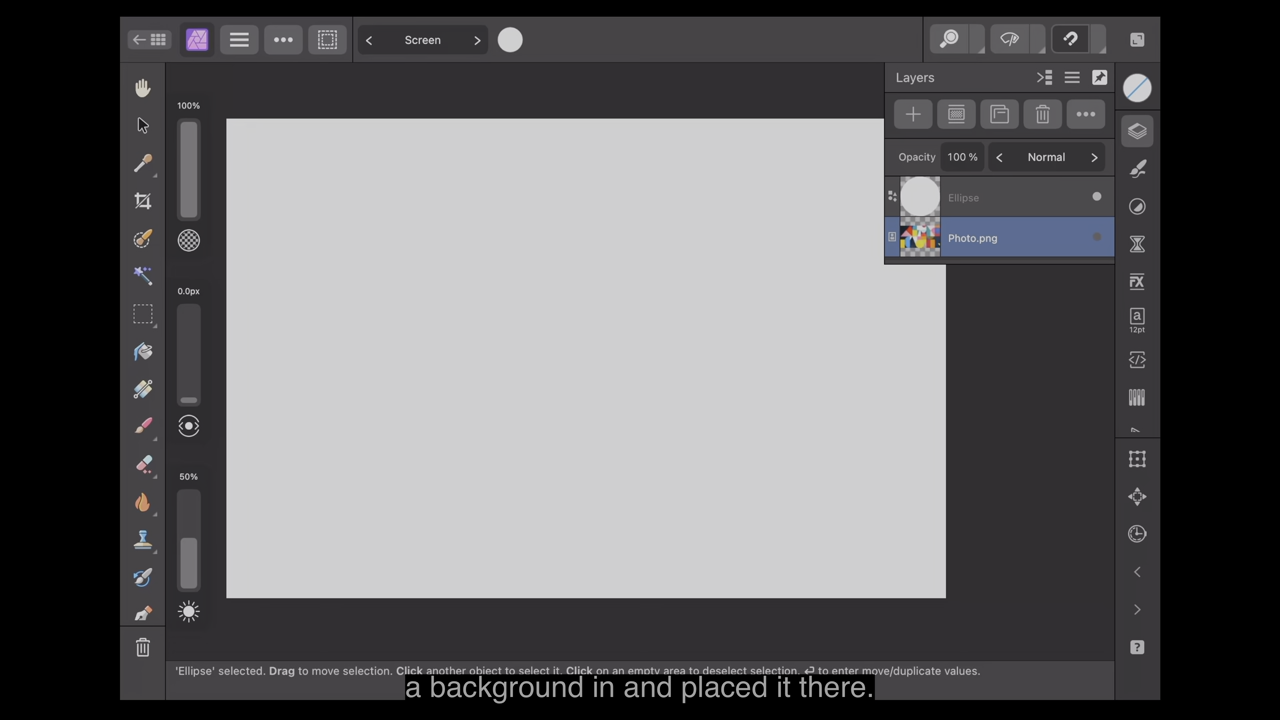 Screen
Layers
Opacity 100 % Normal
Ellipse
Photo.png
100%
0.0px
50%
a
12pt
FX
?
'Ellipse' selected. Drag to move selection. Click another object to select it. Click on an empty area to deselect selection. ↵ to enter move/duplicate values.
a background in and placed it there.